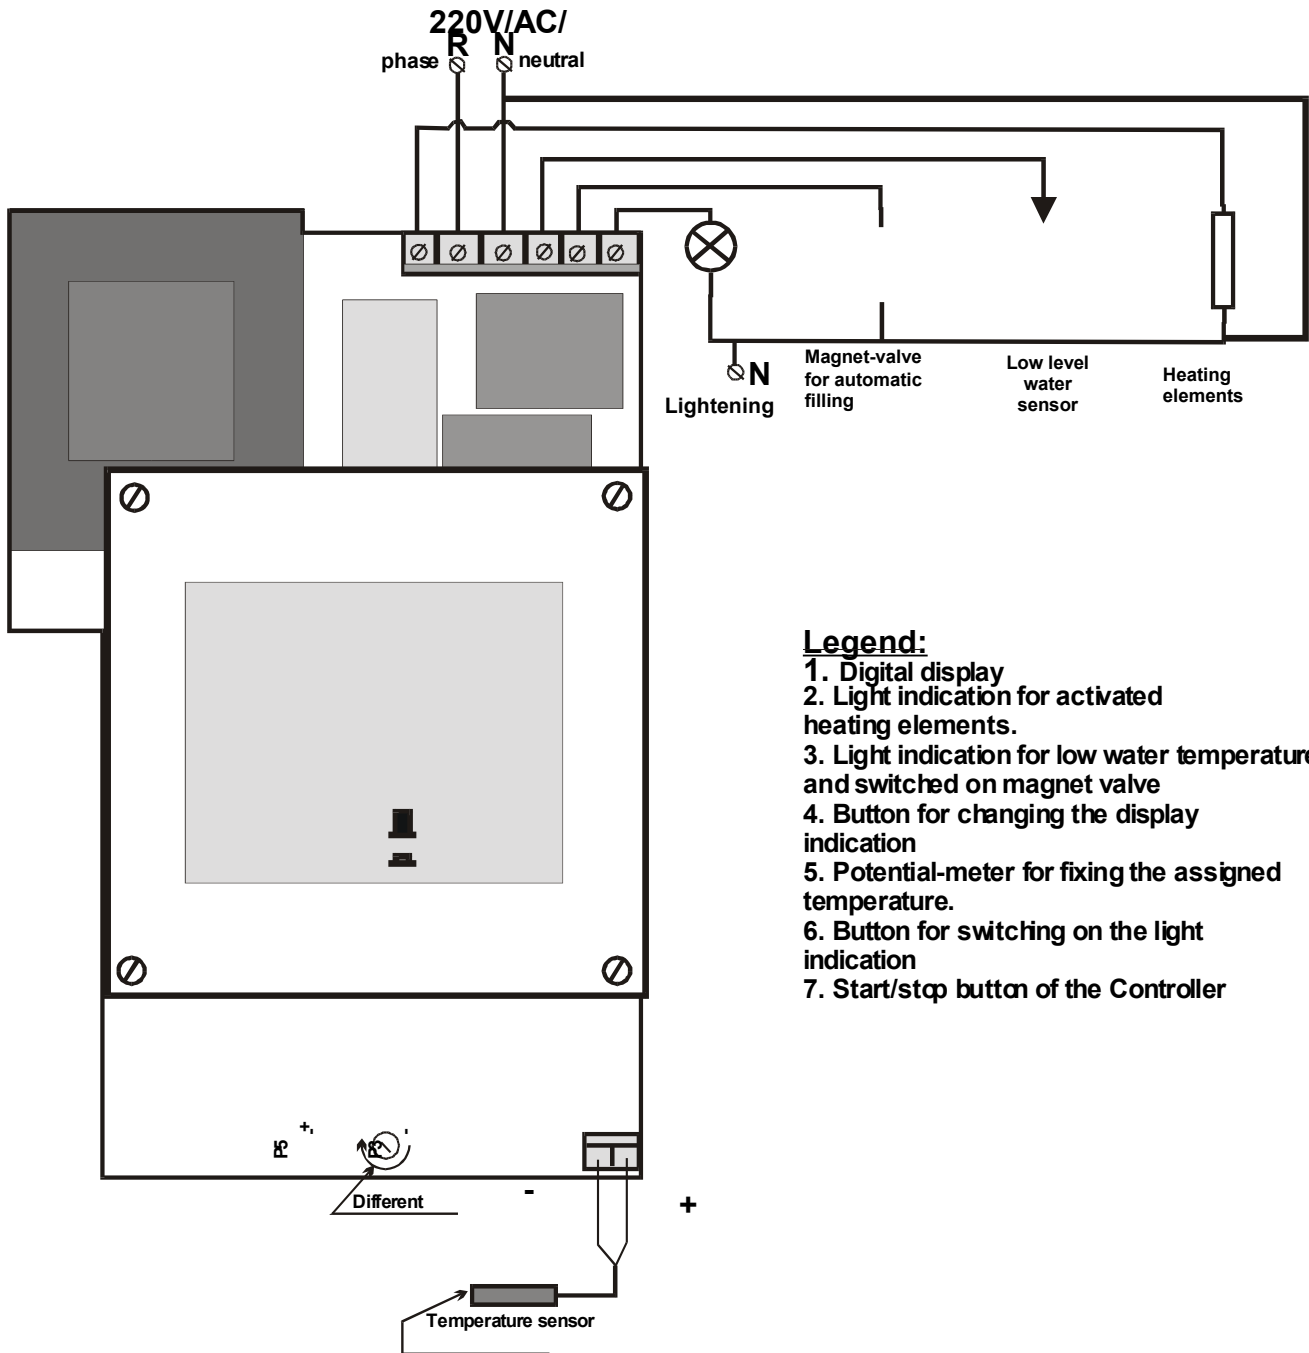 220V/AC/
R N
phase neutral
N
Lightening
Magnet-valve
for automatic
filling
Low level
water
sensor
Heating
elements
Legend:
1. Digital display
2. Light indication for activated
heating elements.
3. Light indication for low water temperature
and switched on magnet valve
4. Button for changing the display
indication
5. Potential-meter for fixing the assigned
temperature.
6. Button for switching on the light
indication
7. Start/stop button of the Controller
P5 + -
P3 -
Different
- +
Temperature sensor